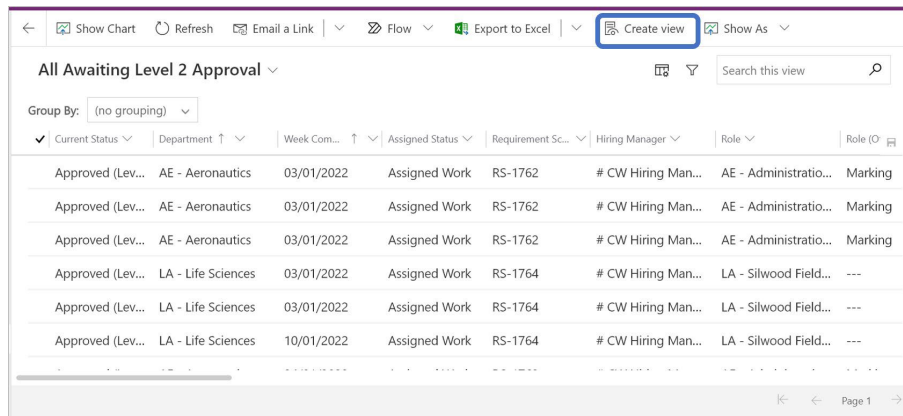 Show Chart Refresh Email a Link Flow Export to Excel Create view Show As
All Awaiting Level 2 Approval Search this view
Group By: (no grouping)
Current Status Department Week Com... Assigned Status Requirement Sc... Hiring Manager Role Role (O
Approved (Lev... AE - Aeronautics 03/01/2022 Assigned Work RS-1762 # CW Hiring Man... AE - Administratio... Marking
Approved (Lev... AE - Aeronautics 03/01/2022 Assigned Work RS-1762 # CW Hiring Man... AE - Administratio... Marking
Approved (Lev... AE - Aeronautics 03/01/2022 Assigned Work RS-1762 # CW Hiring Man... AE - Administratio... Marking
Approved (Lev... LA - Life Sciences 03/01/2022 Assigned Work RS-1764 # CW Hiring Man... LA - Silwood Field... ---
Approved (Lev... LA - Life Sciences 03/01/2022 Assigned Work RS-1764 # CW Hiring Man... LA - Silwood Field... ---
Approved (Lev... LA - Life Sciences 10/01/2022 Assigned Work RS-1764 # CW Hiring Man... LA - Silwood Field... ---
Page 1